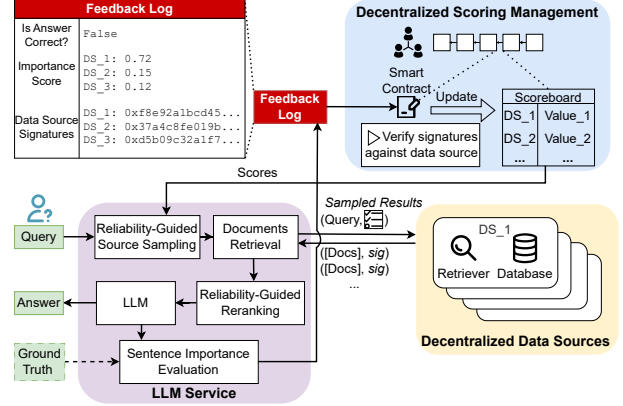 Feedback Log
Is Answer
Correct?
False
Importance
Score
DS_1: 0.72
DS_2: 0.15
DS_3: 0.12
Data Source
Signatures
DS_1: 0xf8e92a1bcd45...
DS_2: 0x37a4c8fe019b...
DS_3: 0xd5b09c32a1f7...
Feedback
Log
Decentralized Scoring Management
Smart
Contract
Update
Verify signatures
against data source
Scoreboard
DS_1 Value_1
DS_2 Value_2
... ...
Scores
Query
Reliability-Guided
Source Sampling
Documents
Retrieval
Sampled Results
(Query, )
([Docs], sig)
([Docs], sig)
...
DS_1
Retriever Database
Decentralized Data Sources
Answer
LLM
Reliability-Guided
Reranking
Ground
Truth
Sentence Importance
Evaluation
LLM Service